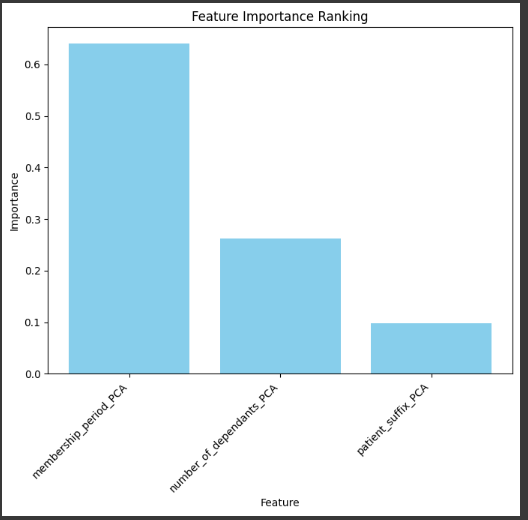 Feature Importance Ranking
Importance
0.6
0.5
0.4
0.3
0.2
0.1
0.0
membership_period_PCA
number_of_dependants_PCA
patient_suffix_PCA
Feature